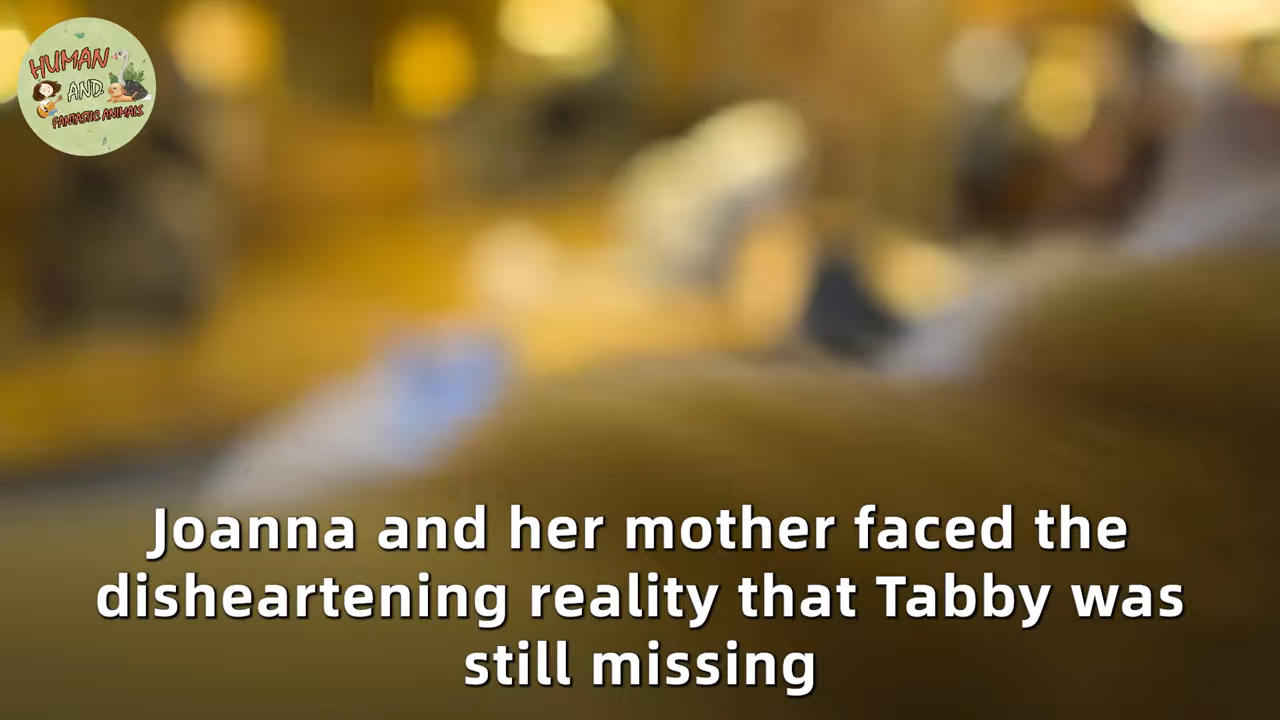 HUMAN
AND
FANTASTIC ANIMALS
Joanna and her mother faced the
disheartening reality that Tabby was
still missing